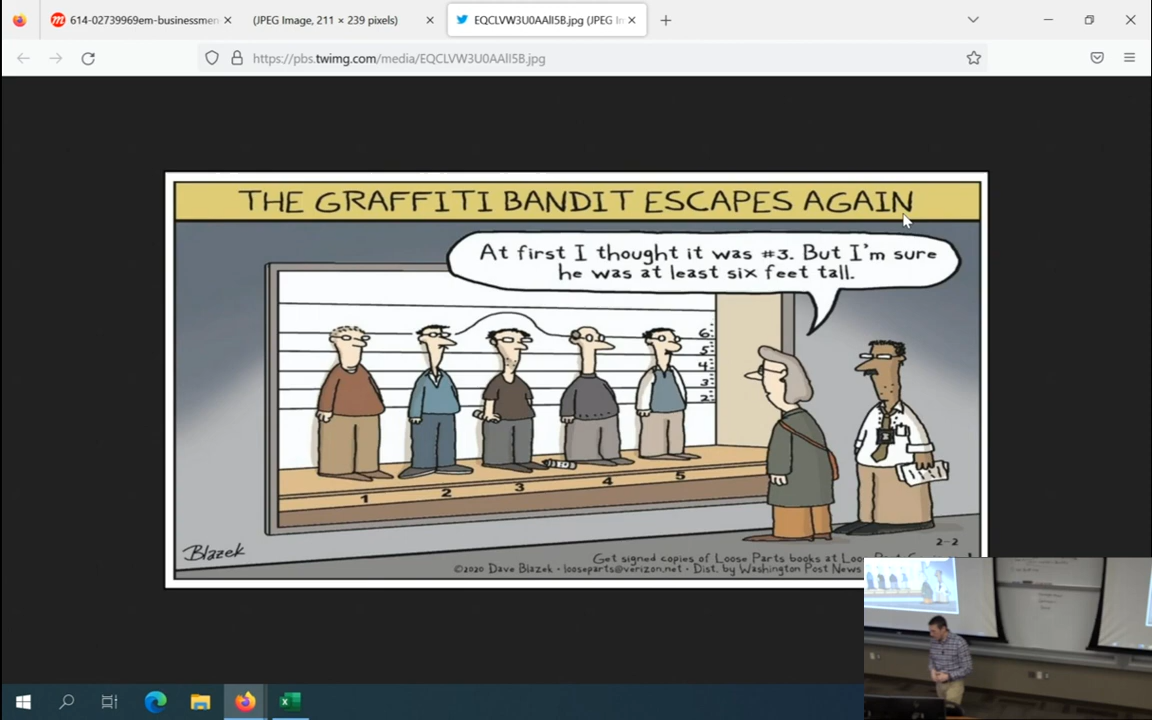 614-02739969em-businessmen
(JPEG Image, 211 × 239 pixels)
EQCLVW3U0AAlI5B.jpg (JPEG In
https://pbs.twimg.com/media/EQCLVW3U0AAlI5B.jpg
THE GRAFFITI BANDIT ESCAPES AGAIN
At first I thought it was #3. But I'm sure
he was at least six feet tall.
6
5
4
3
2
1
2
3
4
5
Blazek
2-2
Get signed copies of Loose Parts books at
©2020 Dave Blazek • looseparts@verizon.net • Dist. by Washington Post News